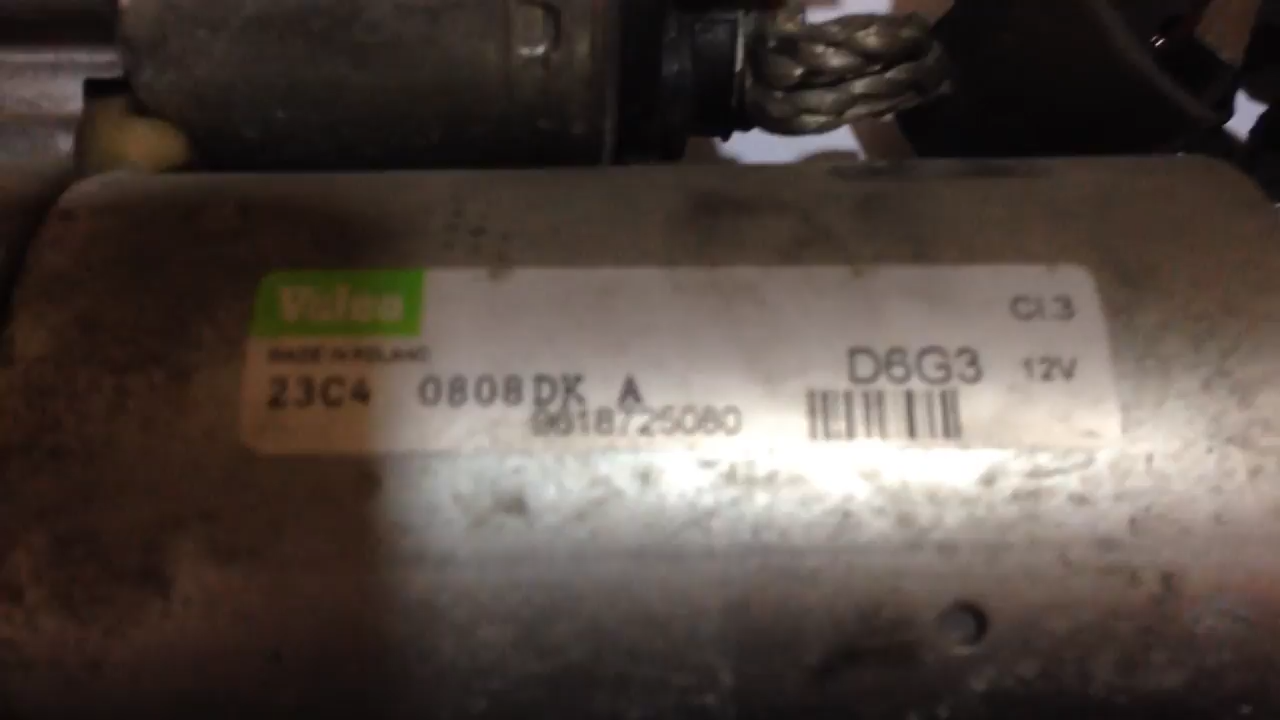 Valeo
MADE IN POLAND
Cl.3
D6G3 12V
23C4 0808DK A
9618725080